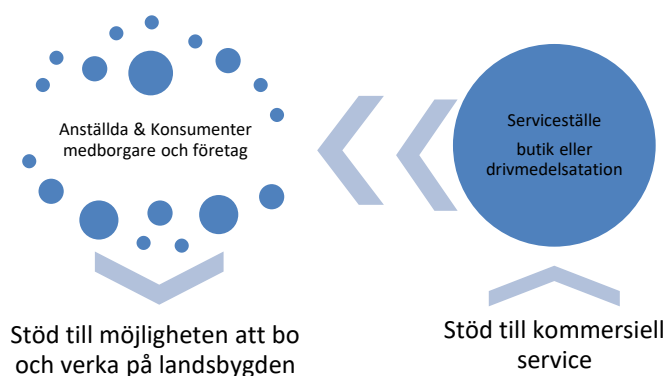 Anställda & Konsumenter
medborgare och företag
Serviceställe
butik eller
drivmedelsatation
Stöd till möjligheten att bo
och verka på landsbygden
Stöd till kommersiell
service